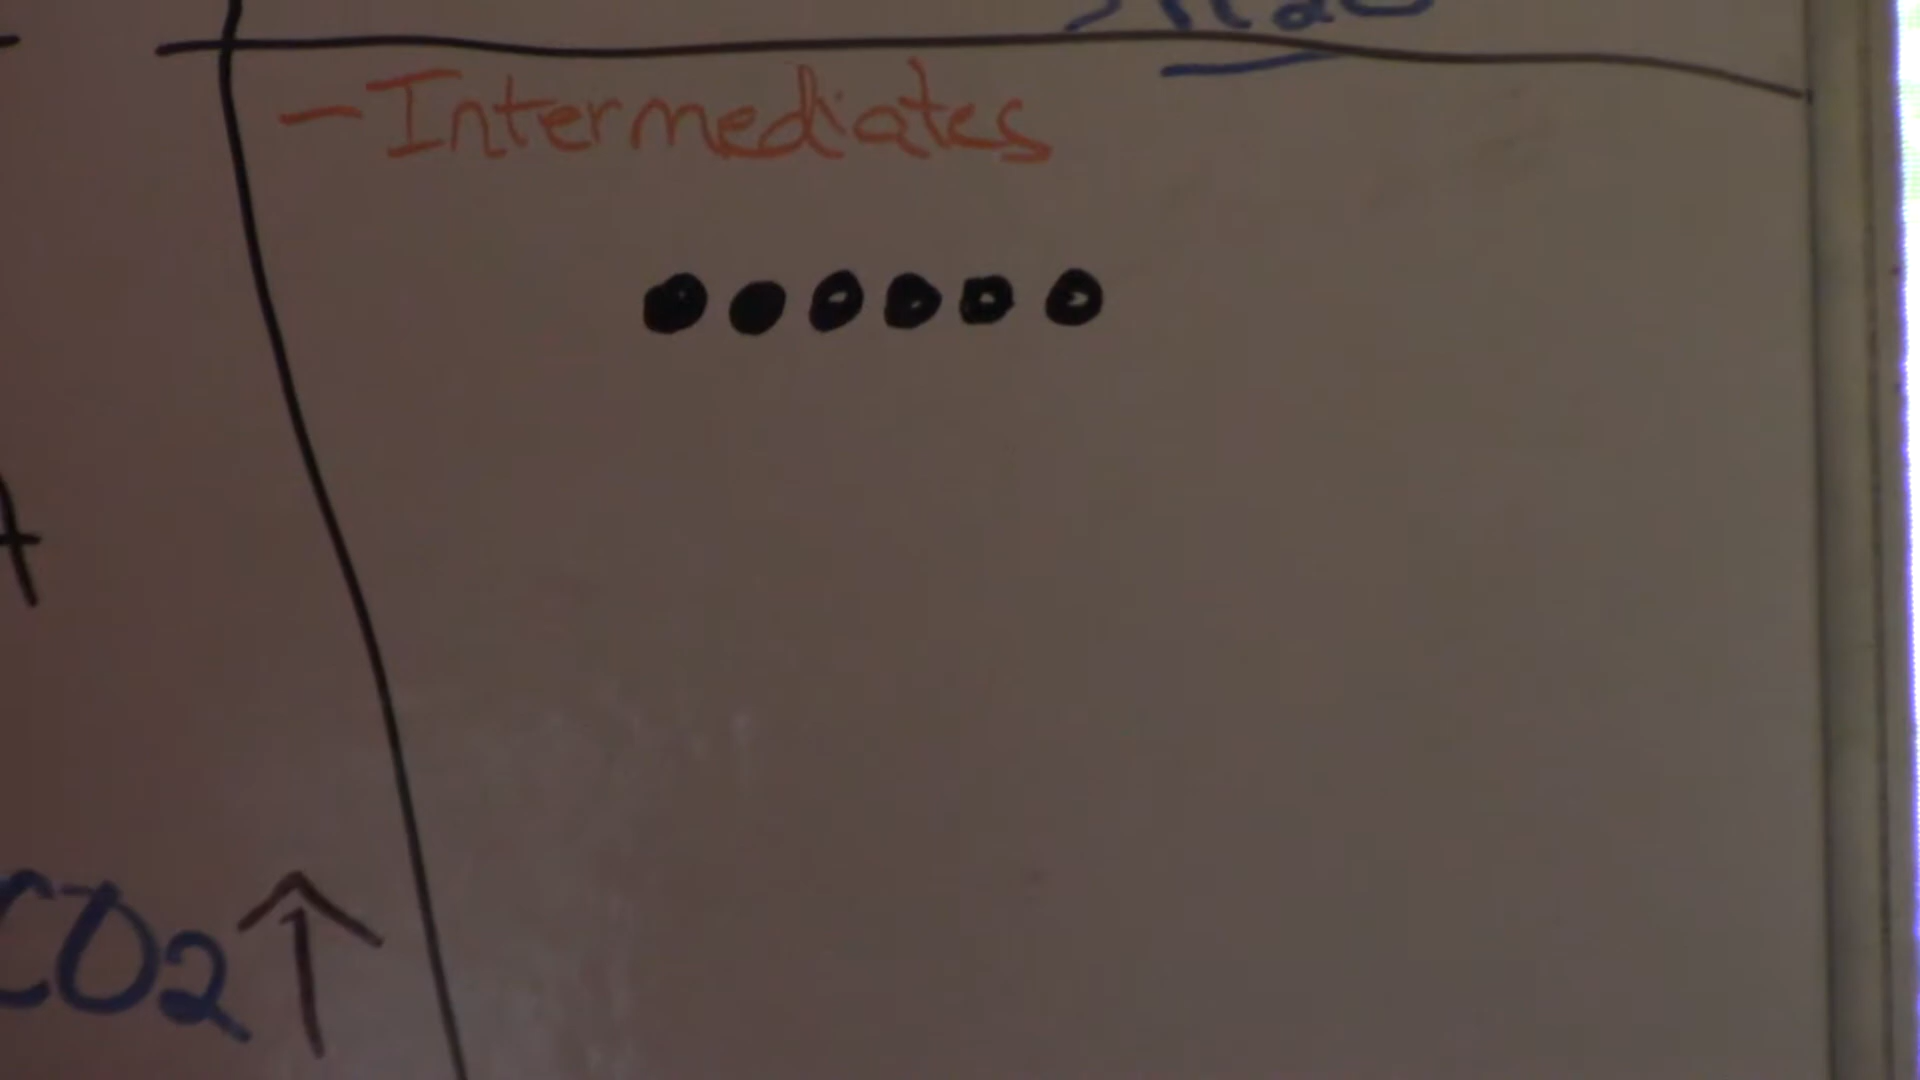 - Intermediates
CO2↑